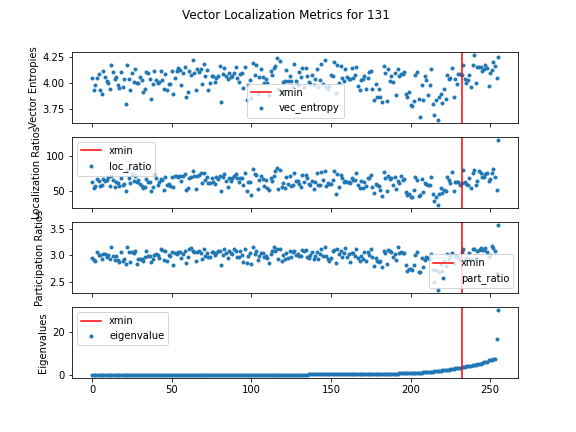 Vector Localization Metrics for 131
Vector Entropies
4.25
4.00
3.75
xmin
vec_entropy
Localization Ratios
100
50
xmin
loc_ratio
Participation Ratios
3.5
3.0
2.5
xmin
part_ratio
Eigenvalues
20
0
xmin
eigenvalue
0
50
100
150
200
250